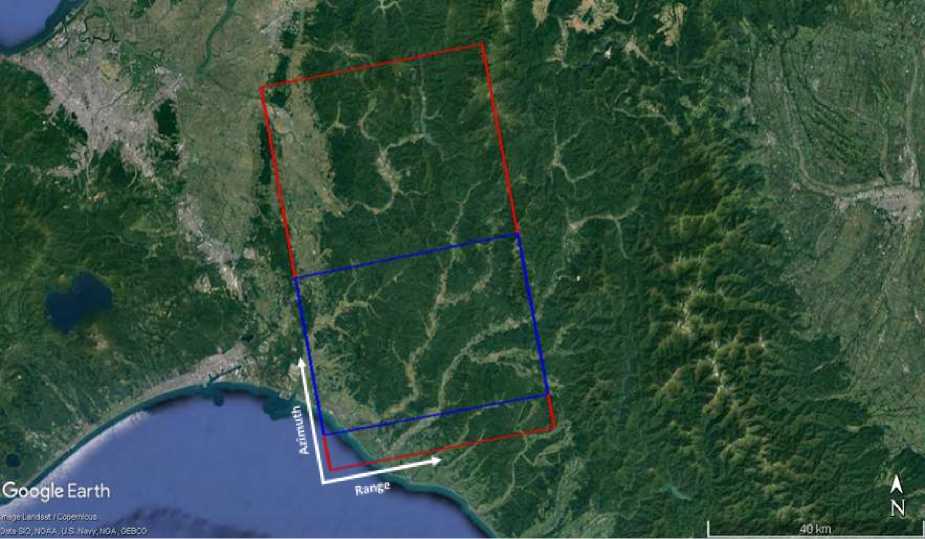 Azimuth
Range
Google Earth
Image Landsat / Copernicus
Data SIO, NOAA, U.S. Navy, NGA, GEBCO
N
40 km